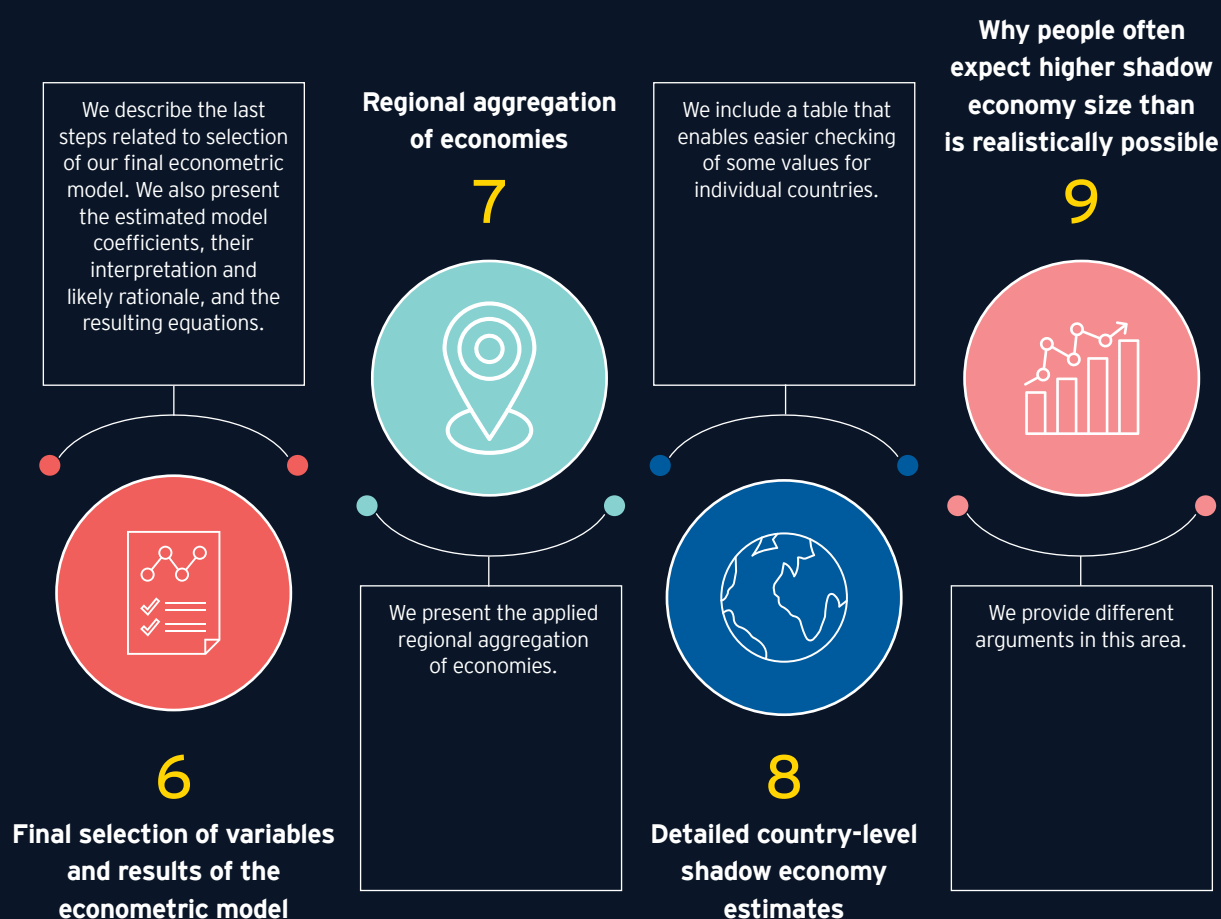 We describe the last
steps related to selection
of our final econometric
model. We also present
the estimated model
coefficients, their
interpretation and
likely rationale, and the
resulting equations.
6
Final selection of variables
and results of the
econometric model
Regional aggregation
of economies
7
We present the applied
regional aggregation
of economies.
We include a table that
enables easier checking
of some values for
individual countries.
8
Detailed country-level
shadow economy
estimates
Why people often
expect higher shadow
economy size than
is realistically possible
9
We provide different
arguments in this area.